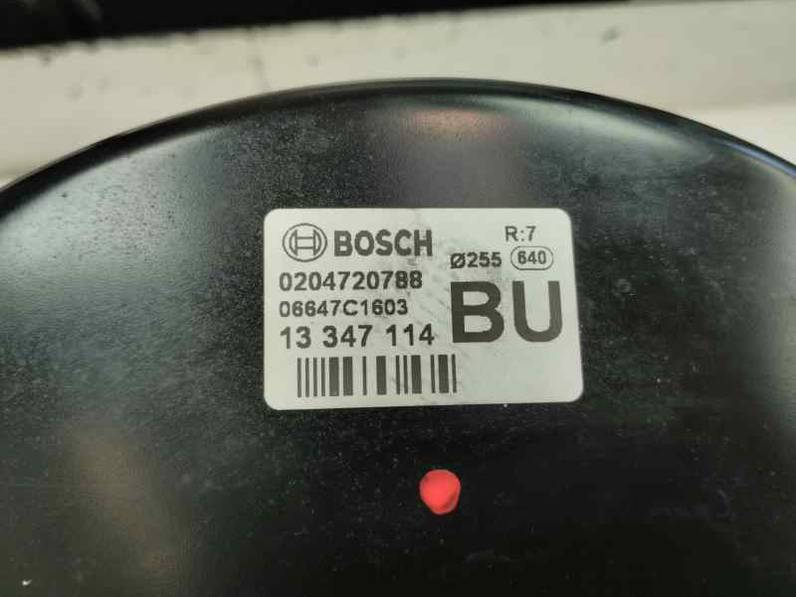 BOSCH
R:7
Ø255 640
0204720788
06647C1603
BU
13 347 114